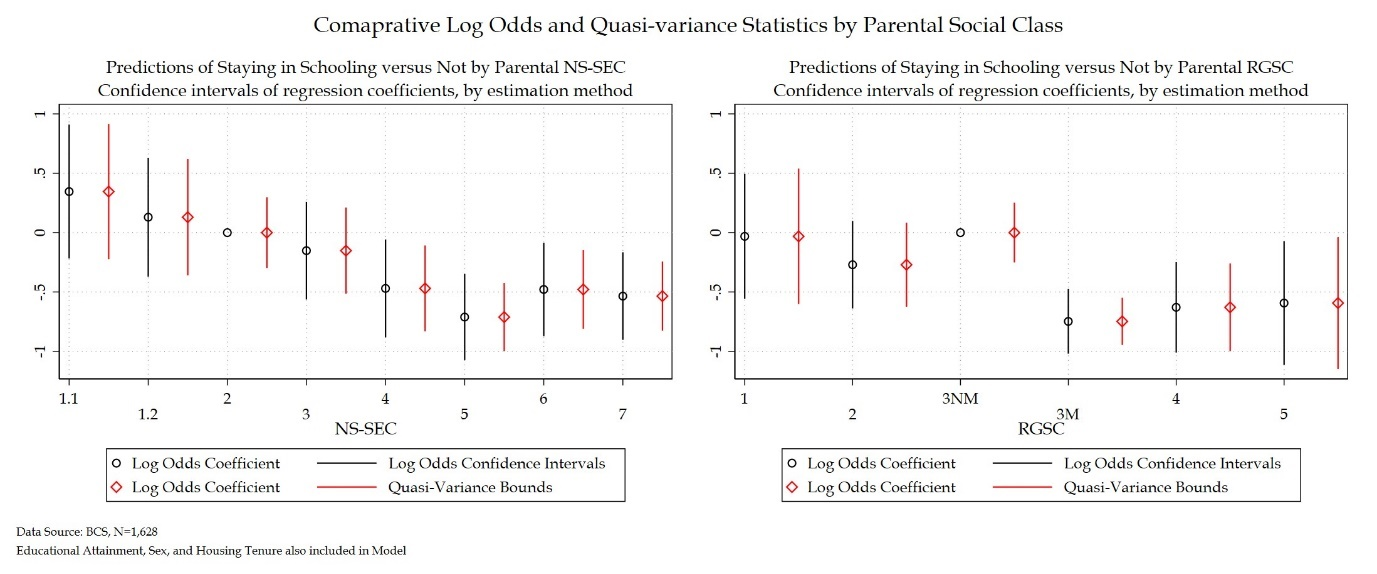 Comaprative Log Odds and Quasi-variance Statistics by Parental Social Class
Predictions of Staying in Schooling versus Not by Parental NS-SEC
Confidence intervals of regression coefficients, by estimation method
1
.5
0
-.5
-1
1.1
1.2
2
3
4
5
6
7
NS-SEC
Log Odds Coefficient
Log Odds Confidence Intervals
Log Odds Coefficient
Quasi-Variance Bounds
Predictions of Staying in Schooling versus Not by Parental RGSC
Confidence intervals of regression coefficients, by estimation method
1
.5
0
-.5
-1
1
2
3NM
3M
4
5
RGSC
Log Odds Coefficient
Log Odds Confidence Intervals
Log Odds Coefficient
Quasi-Variance Bounds
Data Source: BCS, N=1,628
Educational Attainment, Sex, and Housing Tenure also included in Model